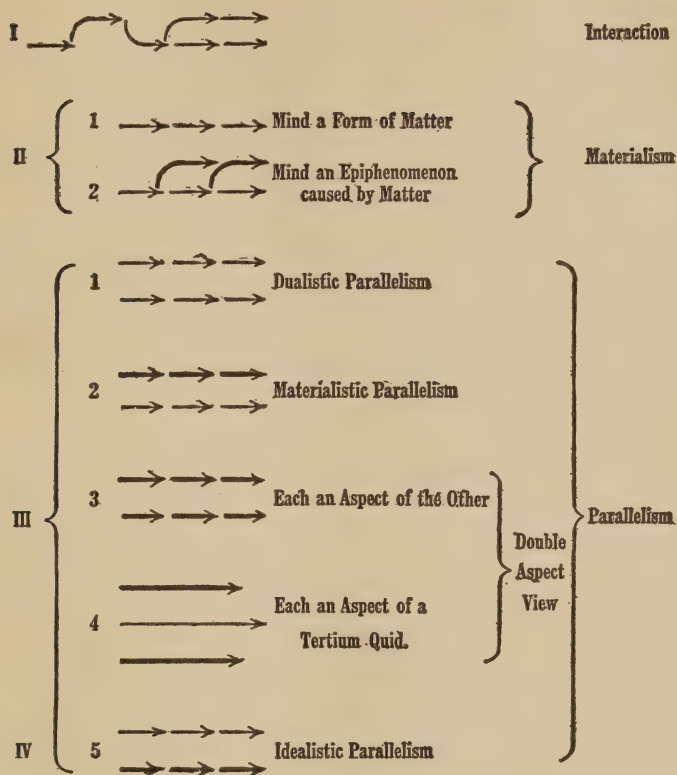 I Interaction
1 Mind a Form of Matter
II Materialism
2 Mind an Epiphenomenon
caused by Matter
1 Dualistic Parallelism
2 Materialistic Parallelism
3 Each an Aspect of the Other
III Parallelism
Double
Aspect
View
4 Each an Aspect of a
Tertium Quid.
IV 5 Idealistic Parallelism